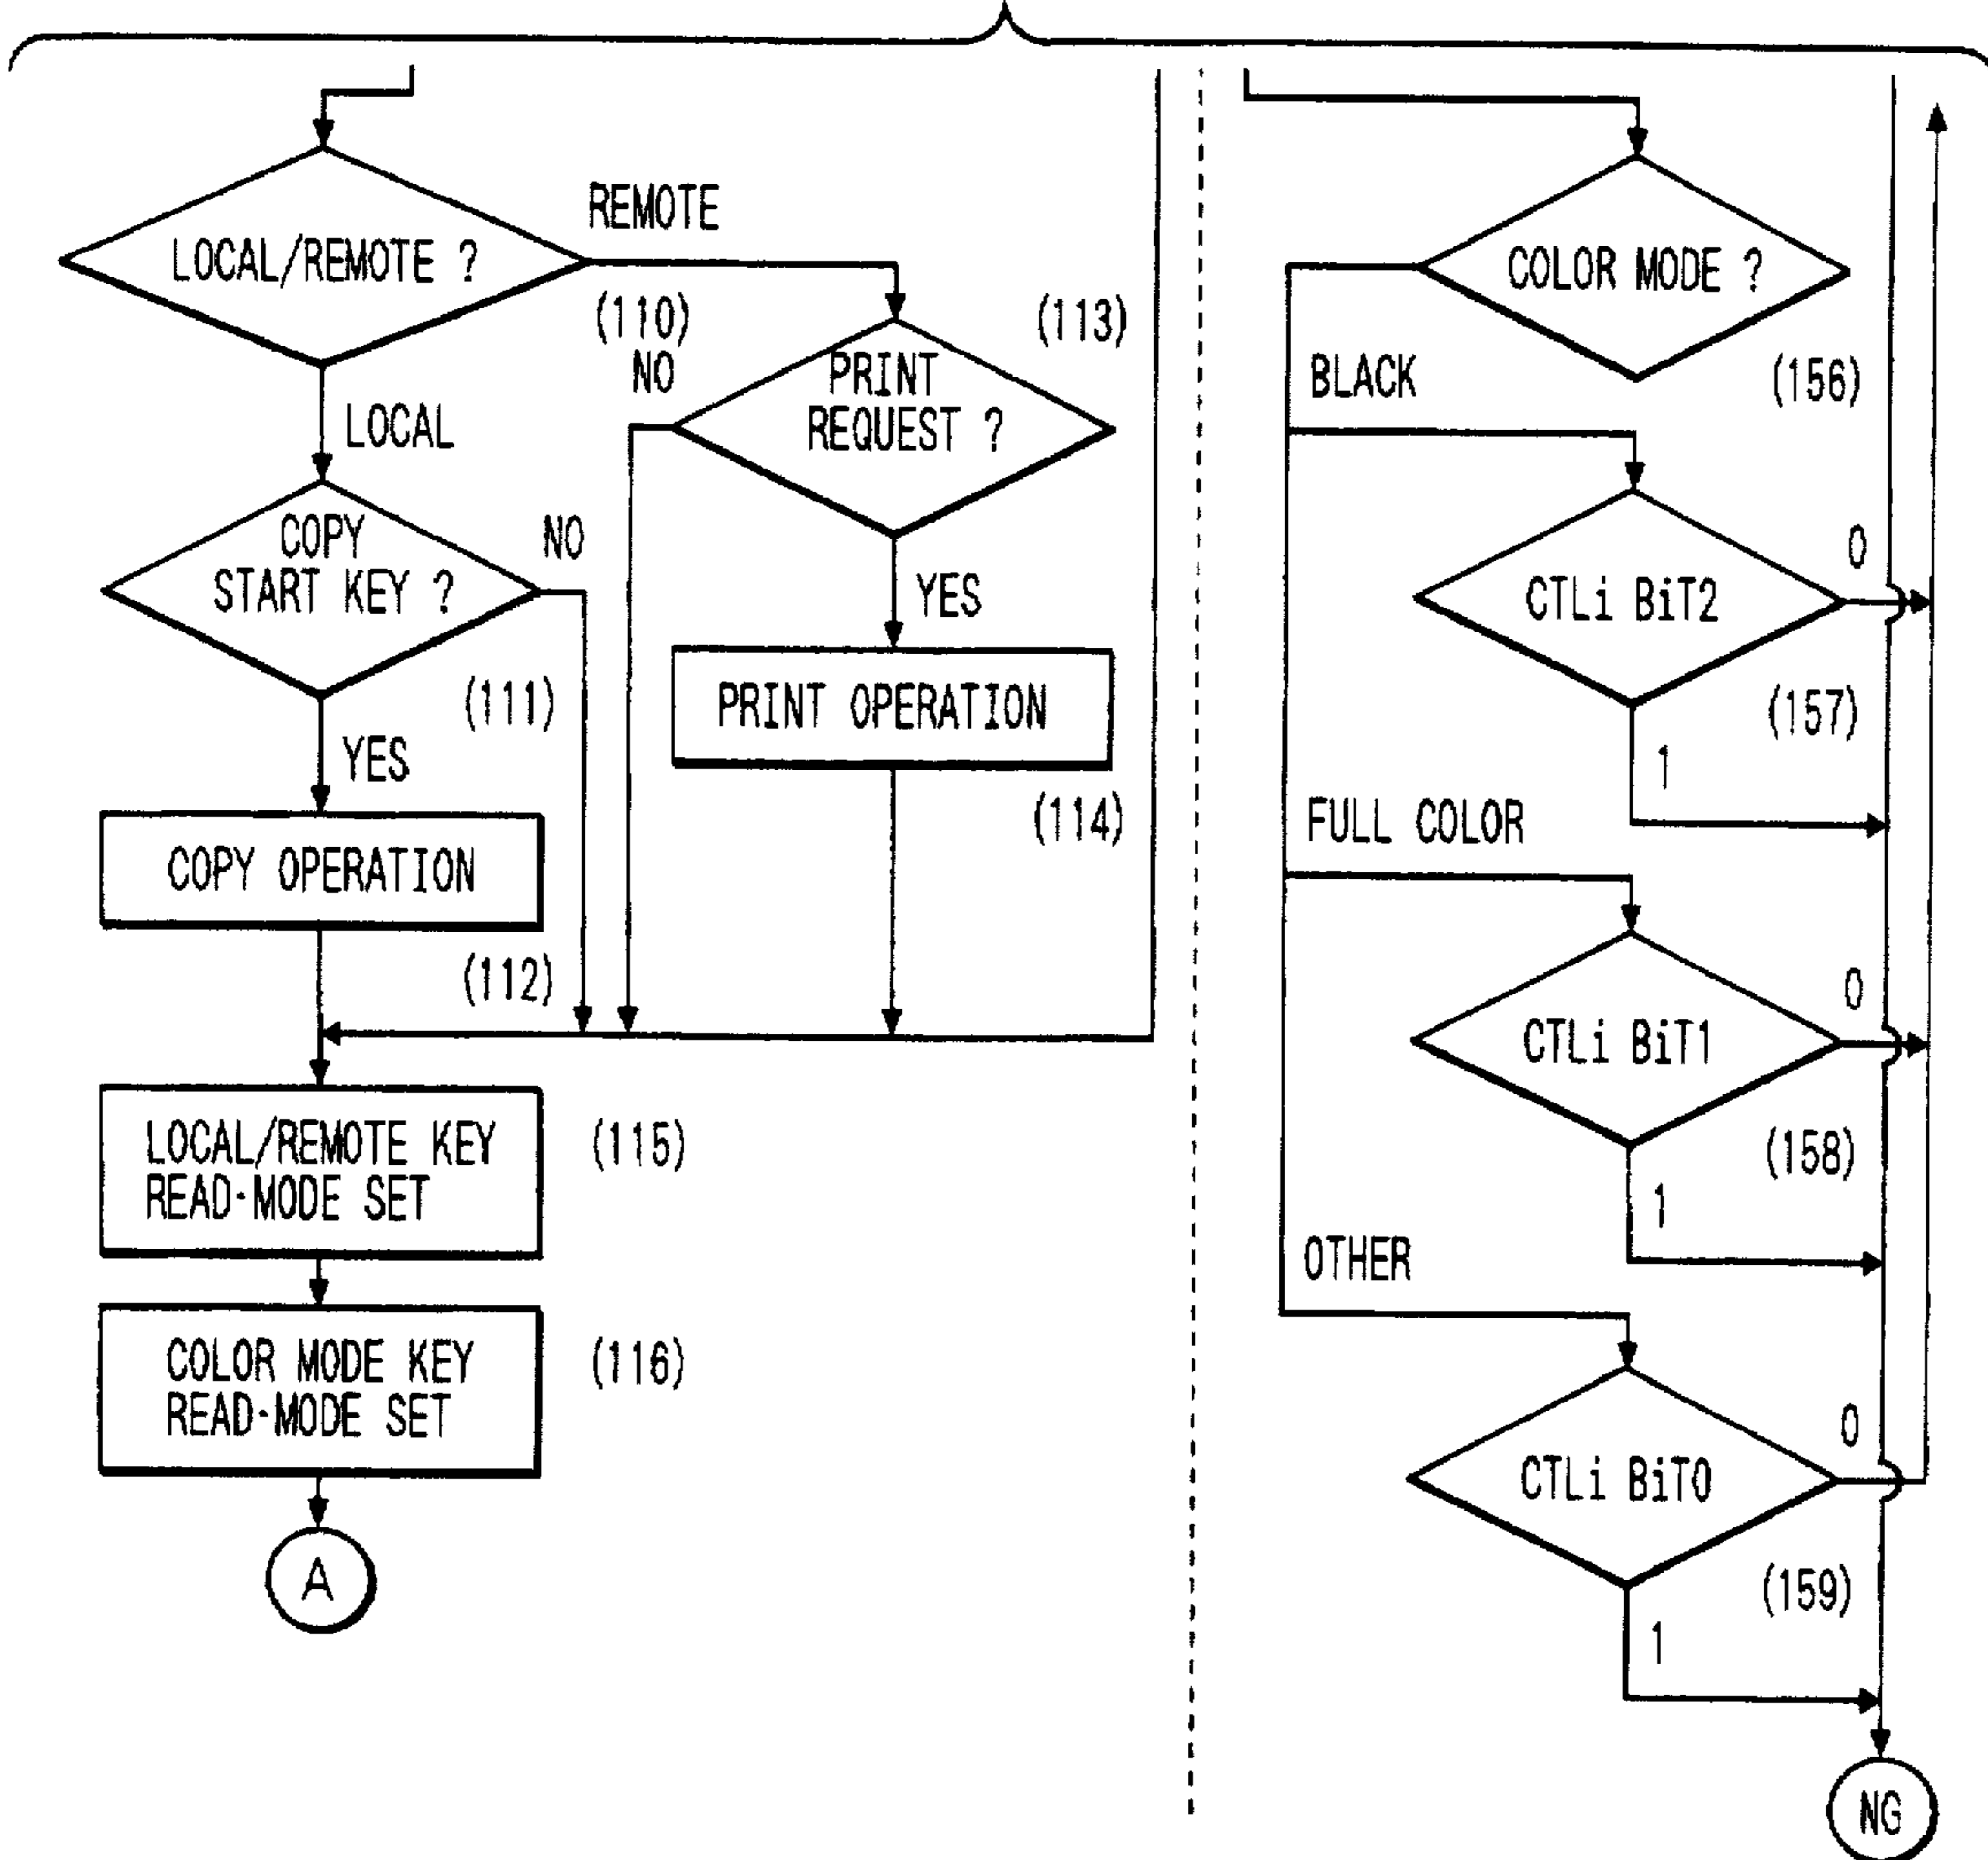 LOCAL/REMOTE ?
REMOTE
(110)
LOCAL
(113)
NO
PRINT
REQUEST ?
COPY
START KEY ?
NO
(111)
YES
YES
PRINT OPERATION
(114)
COPY OPERATION
(112)
LOCAL/REMOTE KEY
READ·MODE SET
(115)
COLOR MODE KEY
READ·MODE SET
(116)
A
COLOR MODE ?
(156)
BLACK
CTLi BiT2
0
(157)
1
FULL COLOR
CTLi BiT1
0
(158)
1
OTHER
CTLi BiT0
0
(159)
1
NG